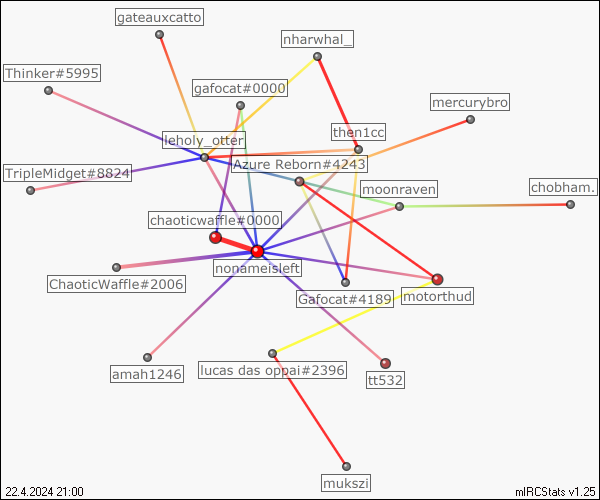 gateauxcatto
nharwhal_
Thinker#5995
gafocat#0000
mercurybro
then1cc
leholy_otter
Azure Reborn#4243
TripleMidget#8824
moonraven
chobham.
chaoticwaffle#0000
nonameisleft
ChaoticWaffle#2006
Gafocat#4189
motorthud
amah1246
lucas das oppai#2396
tt532
mukszi
22.4.2024 21:00
mIRCStats v1.25